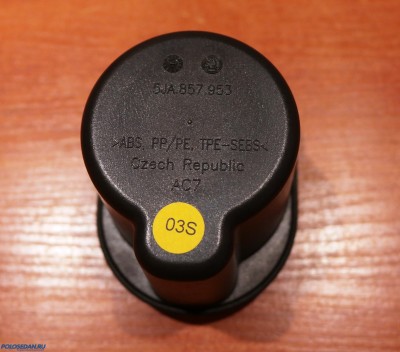 5JA.857.953
>ABS, PP/PE, TPE-SEBS<
Czech Republic
AC7
03S
POLOSEDAN.RU